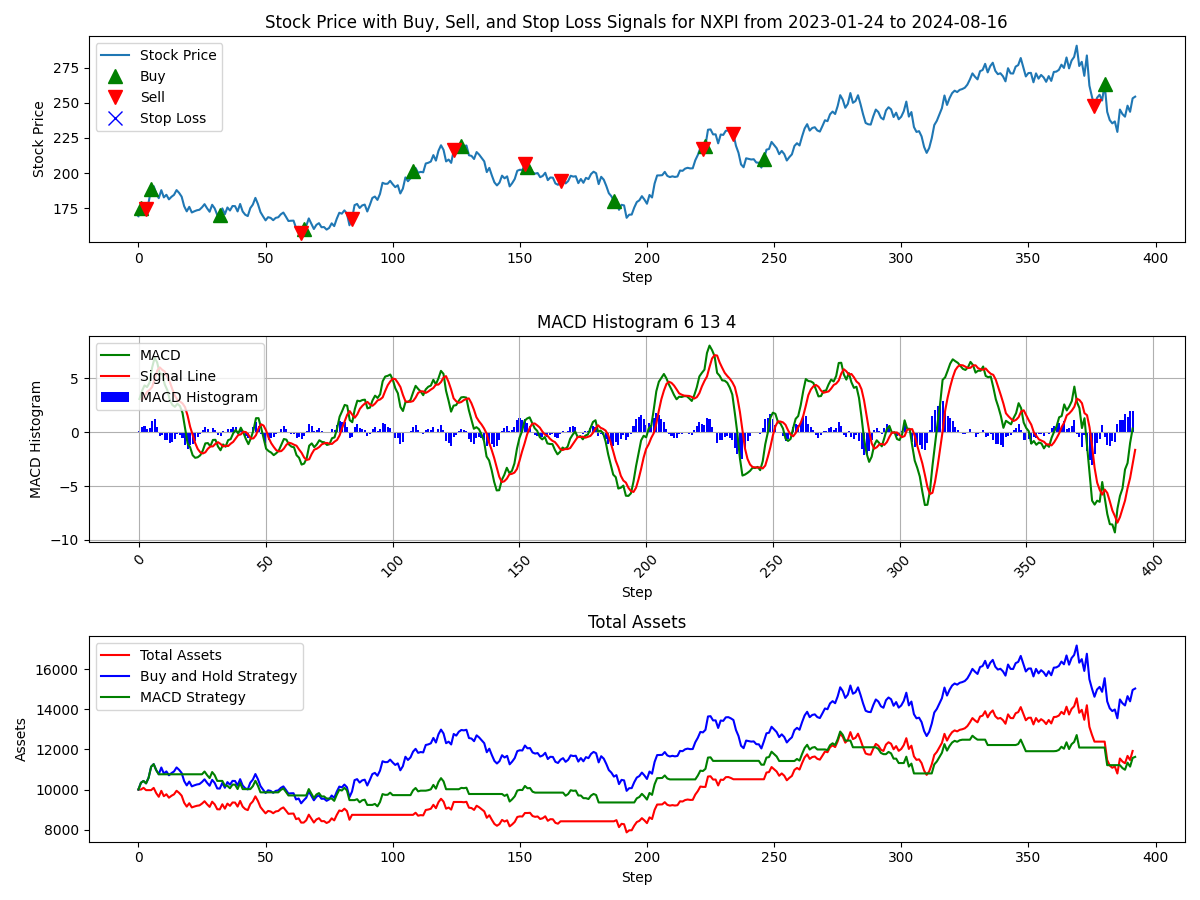 Stock Price with Buy, Sell, and Stop Loss Signals for NXPI from 2023-01-24 to 2024-08-16
Stock Price
Buy
Sell
Stop Loss
Stock Price
275
250
225
200
175
0 50 100 150 200 250 300 350 400
Step
MACD Histogram 6 13 4
MACD
Signal Line
MACD Histogram
MACD Histogram
5
0
−5
−10
0 50 100 150 200 250 300 350 400
Step
Total Assets
Total Assets
Buy and Hold Strategy
MACD Strategy
Assets
16000
14000
12000
10000
8000
0 50 100 150 200 250 300 350 400
Step